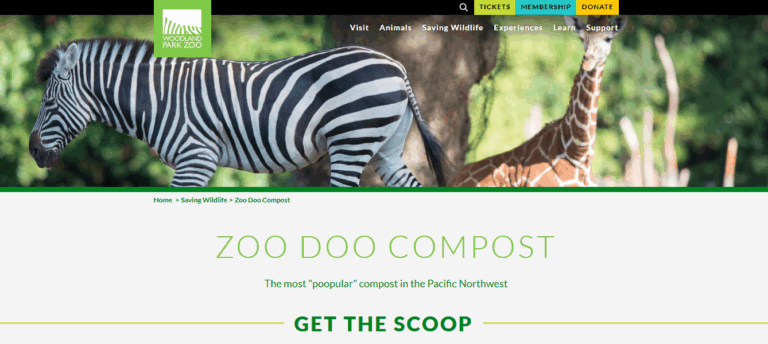 TICKETS MEMBERSHIP DONATE
WOODLAND
PARK ZOO
Visit Animals Saving Wildlife Experiences Learn Support
Home > Saving Wildlife > Zoo Doo Compost
ZOO DOO COMPOST
The most "poopular" compost in the Pacific Northwest
GET THE SCOOP